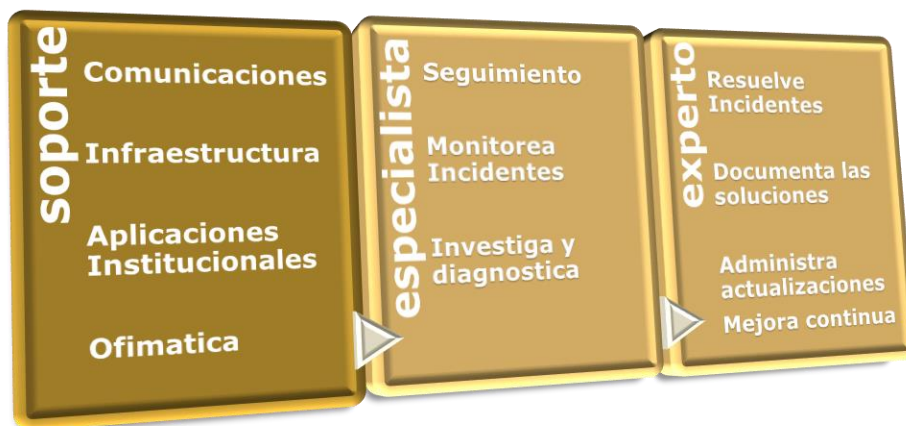 soporte
Comunicaciones
Infraestructura
Aplicaciones
Institucionales
Ofimatica
especialista
Seguimiento
Monitorea
Incidentes
Investiga y
diagnostica
experto
Resuelve
Incidentes
Documenta las
soluciones
Administra
actualizaciones
Mejora continua